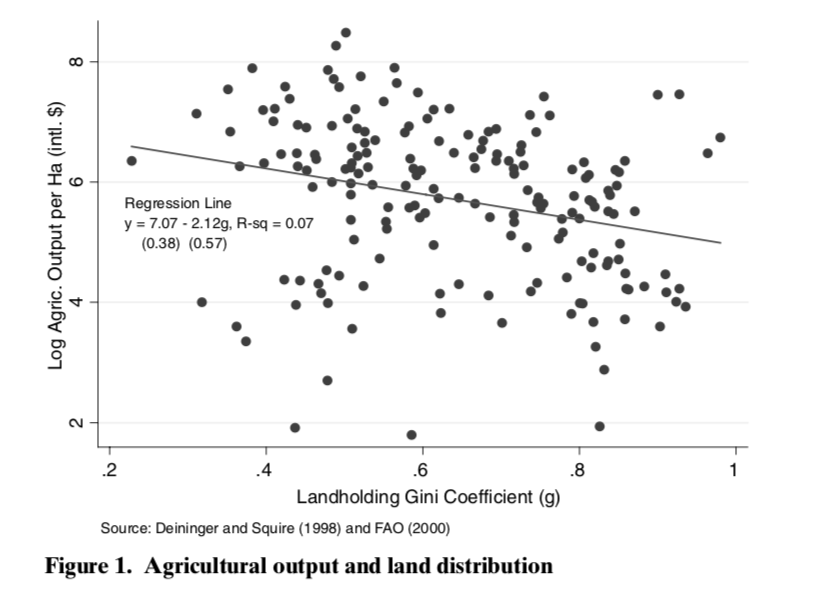 8
6
4
2
Log Agric. Output per Ha (intl. $)
Regression Line
y = 7.07 - 2.12g, R-sq = 0.07
(0.38) (0.57)
.2 .4 .6 .8 1
Landholding Gini Coefficient (g)
Source: Deininger and Squire (1998) and FAO (2000)
Figure 1. Agricultural output and land distribution